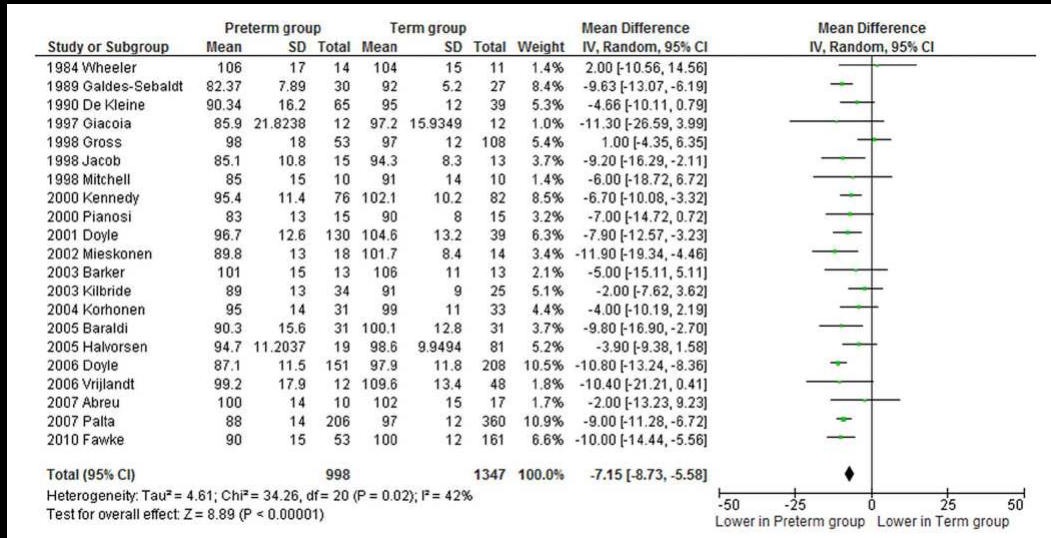 Preterm group Term group Mean Difference Mean Difference
Study or Subgroup Mean SD Total Mean SD Total Weight IV, Random, 95% CI IV, Random, 95% CI
1984 Wheeler 106 17 14 104 15 11 1.4% 2.00 [-10.56, 14.56]
1989 Galdes-Sebaldt 82.37 7.89 30 92 5.2 27 8.4% -9.63 [-13.07, -6.19]
1990 De Kleine 90.34 16.2 65 95 12 39 5.3% -4.66 [-10.11, 0.79]
1997 Giacoia 85.9 21.8238 12 97.2 15.9349 12 1.0% -11.30 [-26.59, 3.99]
1998 Gross 98 18 53 97 12 108 5.4% 1.00 [-4.35, 6.35]
1998 Jacob 85.1 10.8 15 94.3 8.3 13 3.7% -9.20 [-16.29, -2.11]
1998 Mitchell 85 15 10 91 14 10 1.4% -6.00 [-18.72, 6.72]
2000 Kennedy 95.4 11.4 76 102.1 10.2 82 8.5% -6.70 [-10.08, -3.32]
2000 Pianosi 83 13 15 90 8 15 3.2% -7.00 [-14.72, 0.72]
2001 Doyle 96.7 12.6 130 104.6 13.2 39 6.3% -7.90 [-12.57, -3.23]
2002 Mieskonen 89.8 13 18 101.7 8.4 14 3.4% -11.90 [-19.34, -4.46]
2003 Barker 101 15 13 106 11 13 2.1% -5.00 [-15.11, 5.11]
2003 Kilbride 89 13 34 91 9 25 5.1% -2.00 [-7.62, 3.62]
2004 Korhonen 95 14 31 99 11 33 4.4% -4.00 [-10.19, 2.19]
2005 Baraldi 90.3 15.6 31 100.1 12.8 31 3.7% -9.80 [-16.90, -2.70]
2005 Halvorsen 94.7 11.2037 19 98.6 9.9494 81 5.2% -3.90 [-9.38, 1.58]
2006 Doyle 87.1 11.5 151 97.9 11.8 208 10.5% -10.80 [-13.24, -8.36]
2006 Vrijlandt 99.2 17.9 12 109.6 13.4 48 1.8% -10.40 [-21.21, 0.41]
2007 Abreu 100 14 10 102 15 17 1.7% -2.00 [-13.23, 9.23]
2007 Palta 88 14 206 97 12 360 10.9% -9.00 [-11.28, -6.72]
2010 Fawke 90 15 53 100 12 161 6.6% -10.00 [-14.44, -5.56]
Total (95% CI) 998 1347 100.0% -7.15 [-8.73, -5.58]
Heterogeneity: Tau² = 4.61; Chi² = 34.26, df = 20 (P = 0.02); I² = 42%
Test for overall effect: Z = 8.89 (P < 0.00001)
-50 -25 0 25 50
Lower in Preterm group Lower in Term group